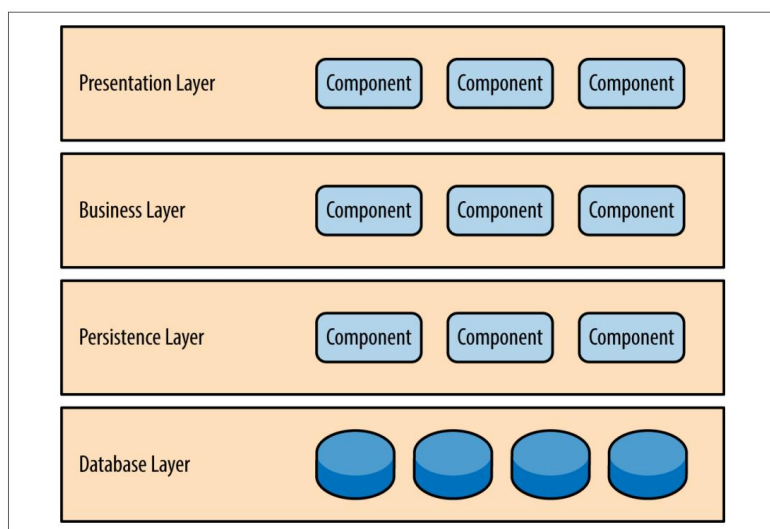 Presentation Layer Component Component Component
Business Layer Component Component Component
Persistence Layer Component Component Component
Database Layer